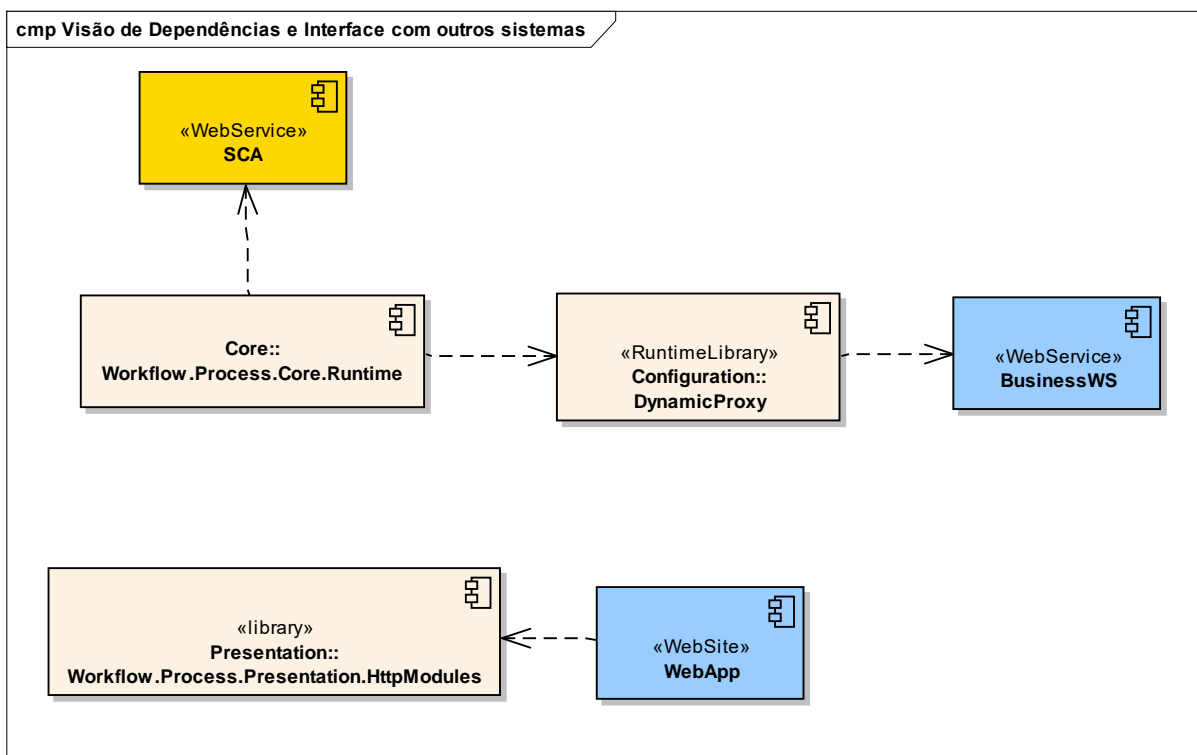 cmp Visão de Dependências e Interface com outros sistemas
«WebService»
SCA
Core::
Workflow.Process.Core.Runtime
«RuntimeLibrary»
Configuration::
DynamicProxy
«WebService»
BusinessWS
«library»
Presentation::
Workflow.Process.Presentation.HttpModules
«WebSite»
WebApp